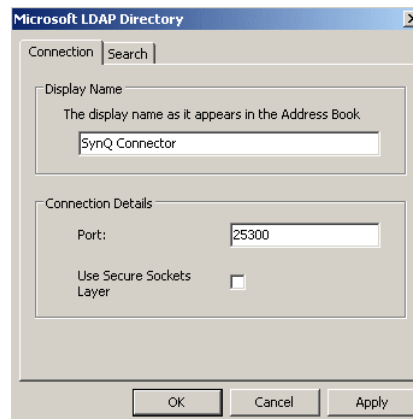 Microsoft LDAP Directory
Connection Search
Display Name
The display name as it appears in the Address Book
SynQ Connector
Connection Details
Port: 25300
Use Secure Sockets
Layer
OK Cancel Apply